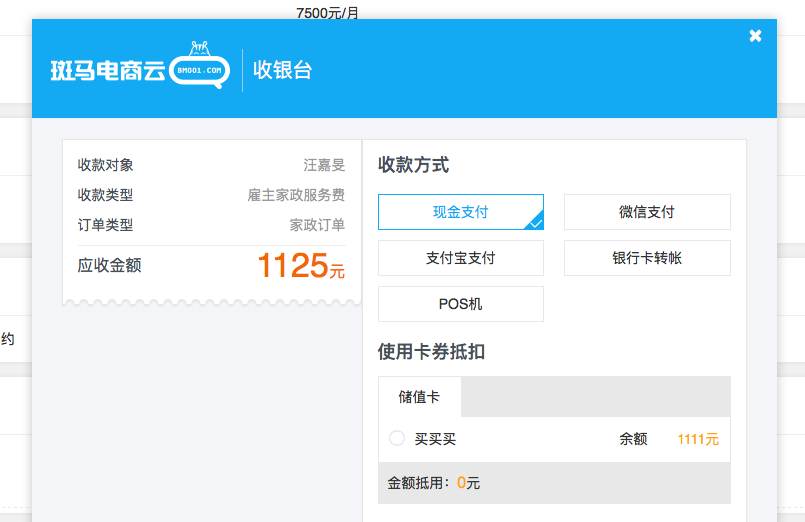 7500元/月
斑马电商云
BMOO1.COM
收银台
收款对象 汪嘉旻
收款类型 雇主家政服务费
订单类型 家政订单
应收金额 1125元
收款方式
现金支付 微信支付
支付宝支付 银行卡转帐
POS机
使用卡券抵扣
储值卡
买买买 余额 1111元
金额抵用：0元
约